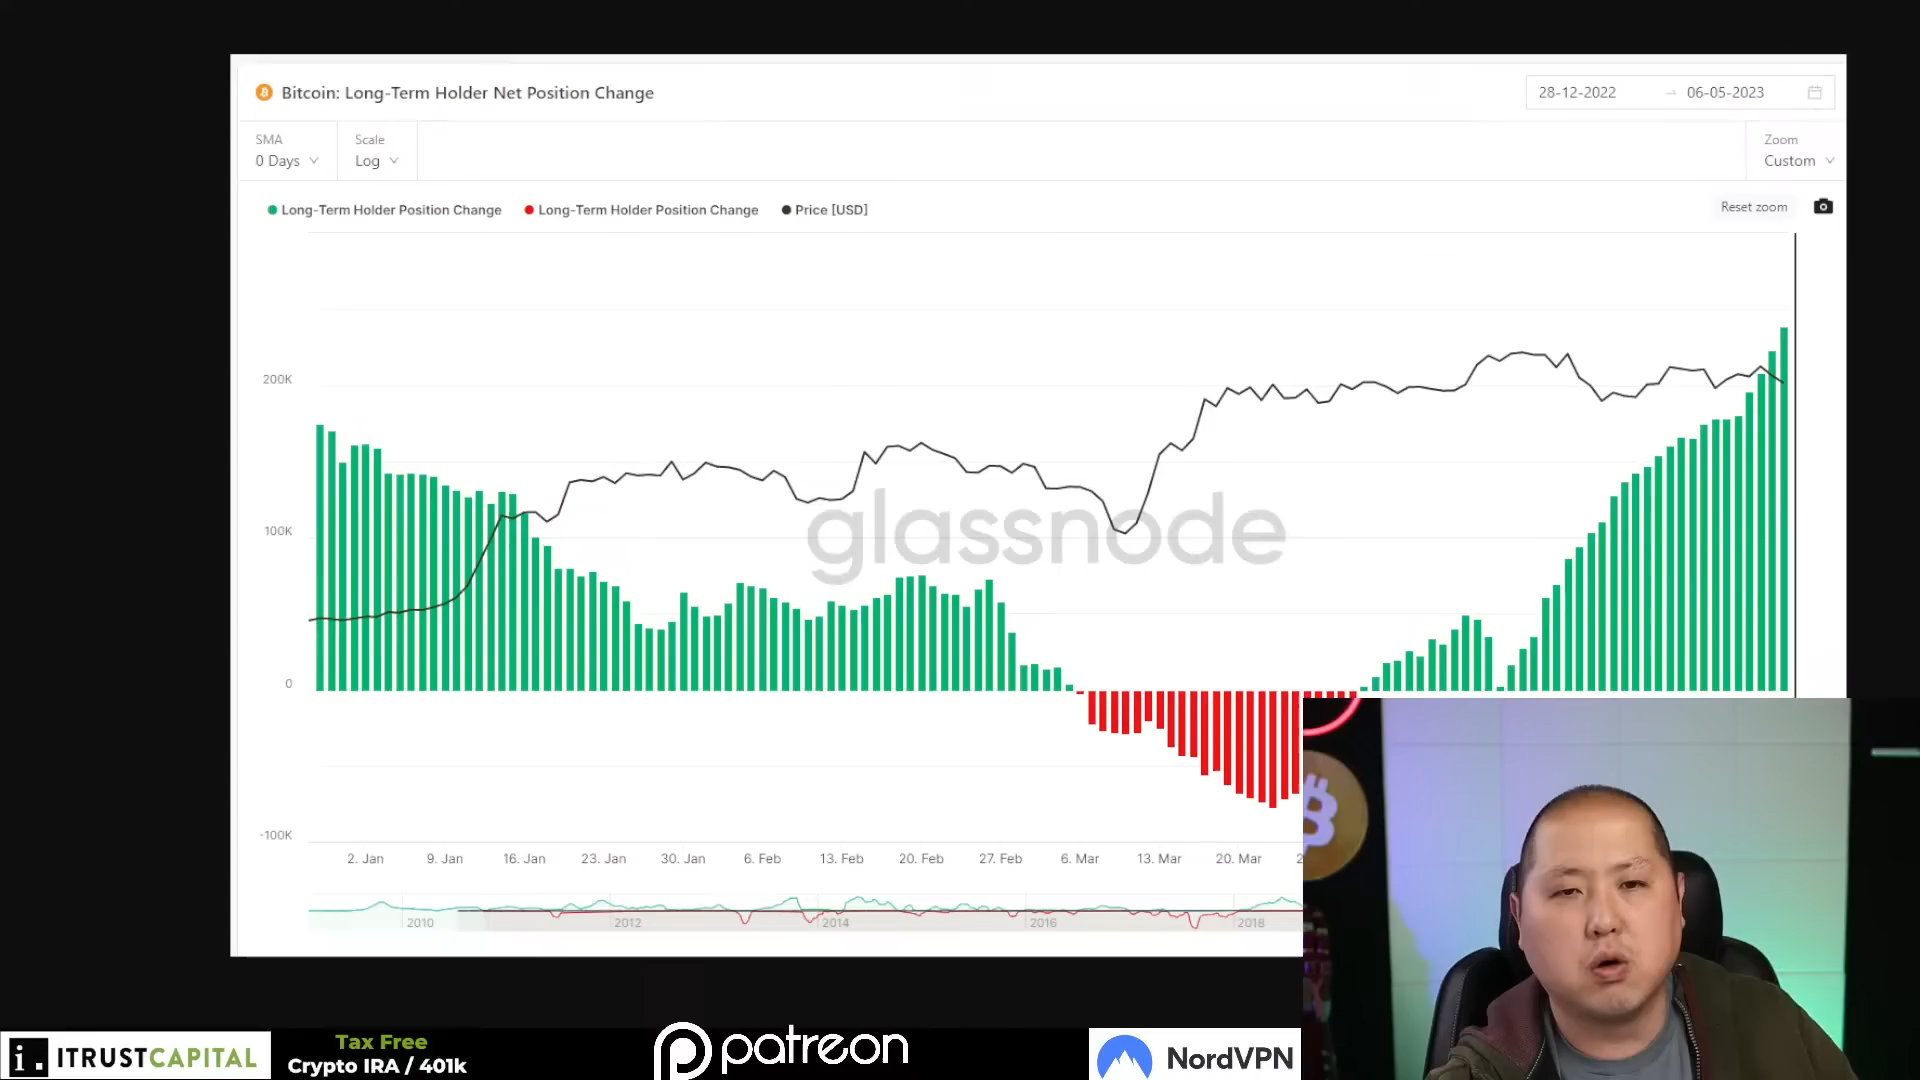 Bitcoin: Long-Term Holder Net Position Change
28-12-2022 → 06-05-2023
SMA
0 Days
Scale
Log
Zoom
Custom
Long-Term Holder Position Change
Long-Term Holder Position Change
Price [USD]
Reset zoom
200K
100K
0
-100K
glassnode
2. Jan 9. Jan 16. Jan 23. Jan 30. Jan 6. Feb 13. Feb 20. Feb 27. Feb 6. Mar 13. Mar 20. Mar 2
2010 2012 2014 2016 2018
i. ITRUSTCAPITAL
Tax Free
Crypto IRA / 401k
patreon
NordVPN